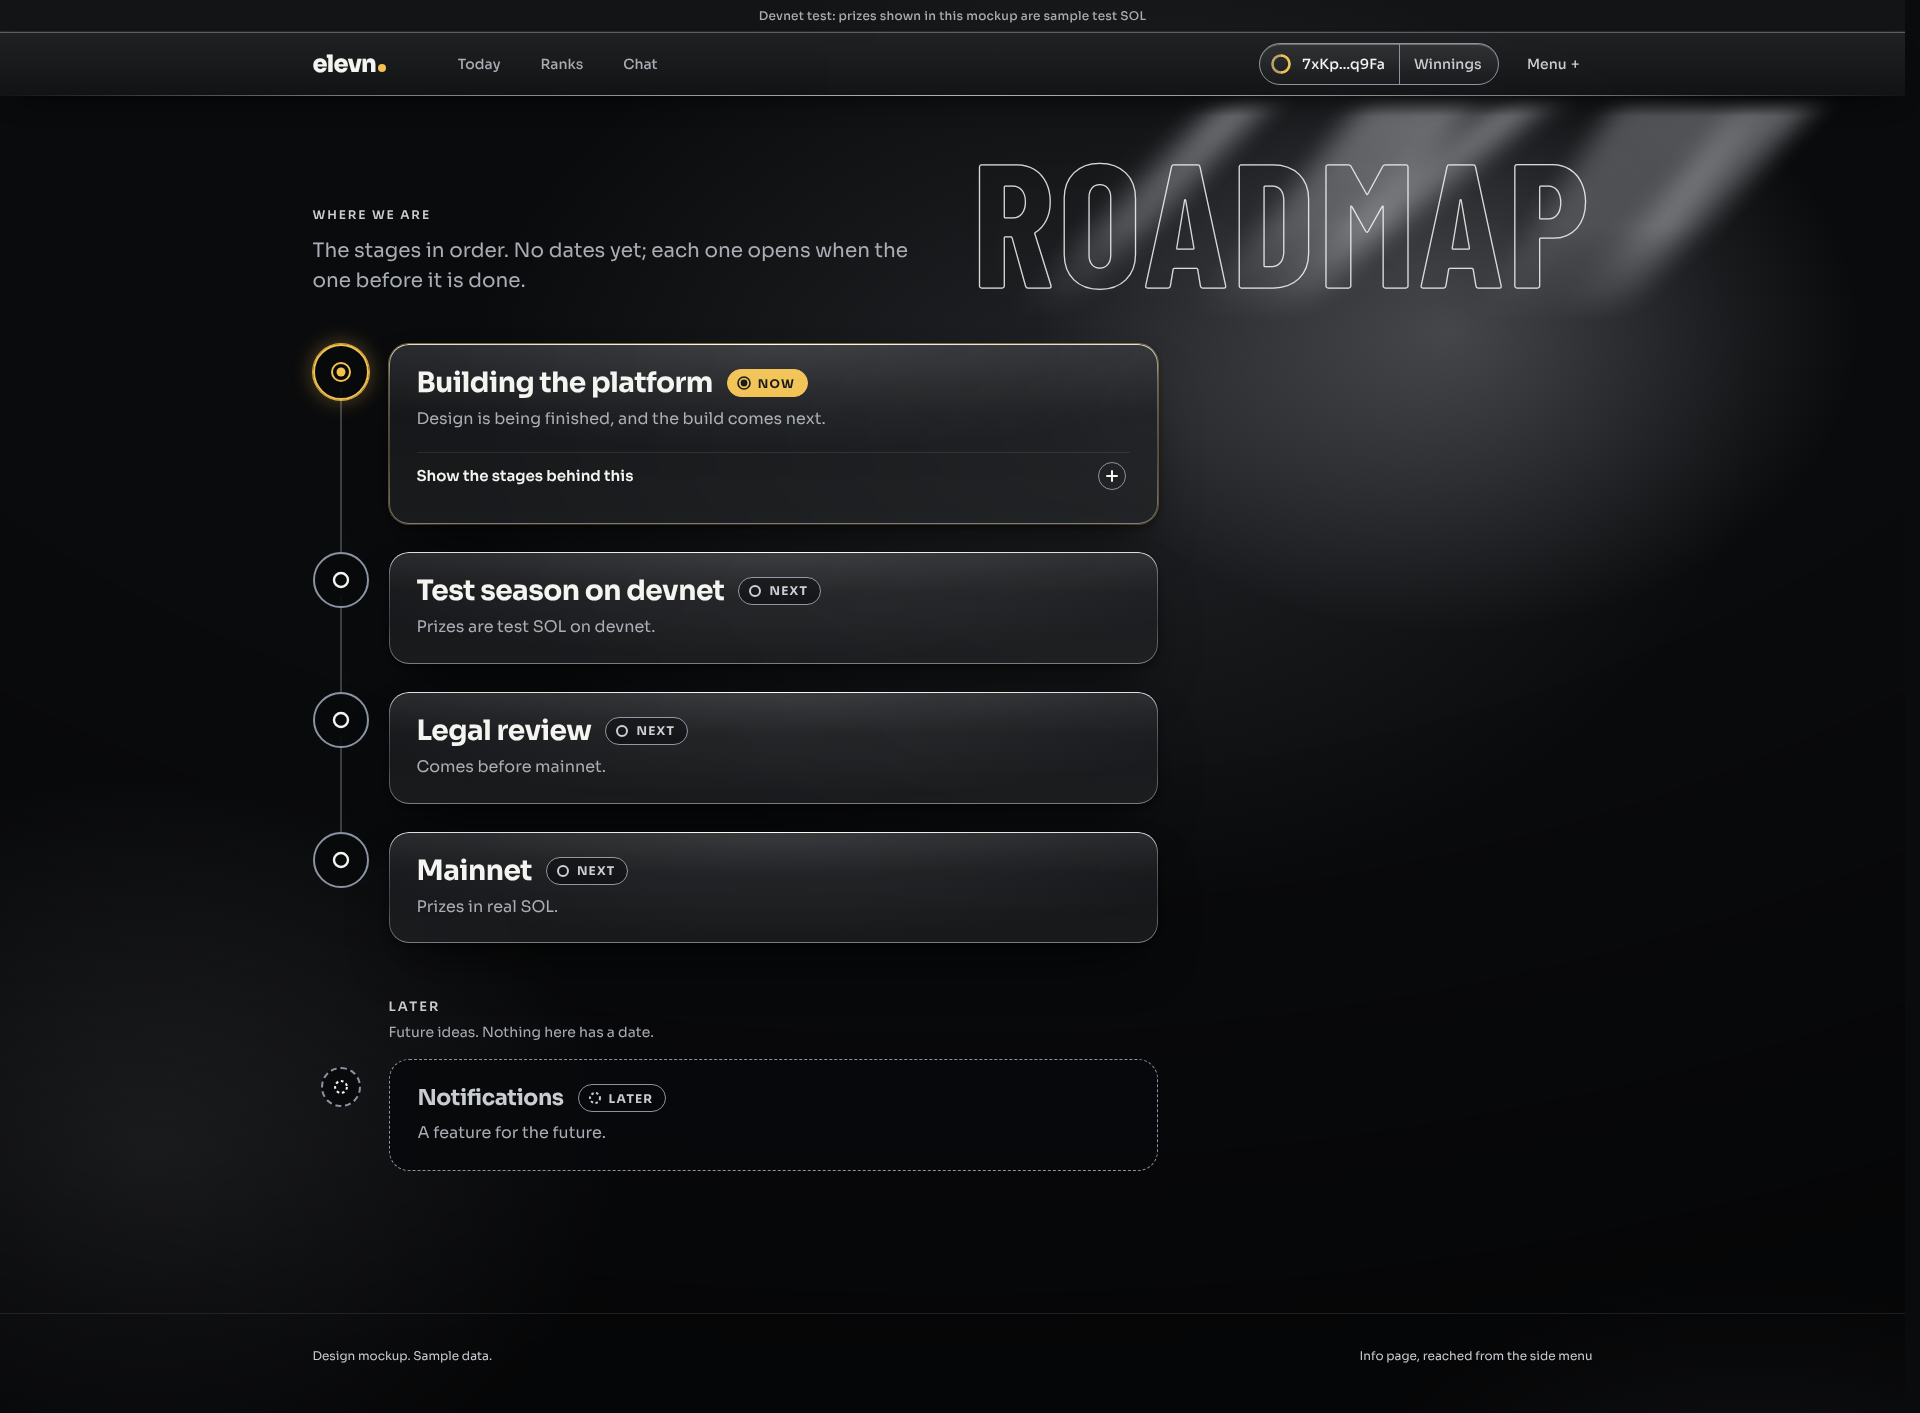 Devnet test: prizes shown in this mockup are sample test SOL
elevn.
Today
Ranks
Chat
7xKp...q9Fa
Winnings
Menu +
ROADMAP
WHERE WE ARE
The stages in order. No dates yet; each one opens when the
one before it is done.
Building the platform
NOW
Design is being finished, and the build comes next.
Show the stages behind this
Test season on devnet
NEXT
Prizes are test SOL on devnet.
Legal review
NEXT
Comes before mainnet.
Mainnet
NEXT
Prizes in real SOL.
LATER
Future ideas. Nothing here has a date.
Notifications
LATER
A feature for the future.
Design mockup. Sample data.
Info page, reached from the side menu